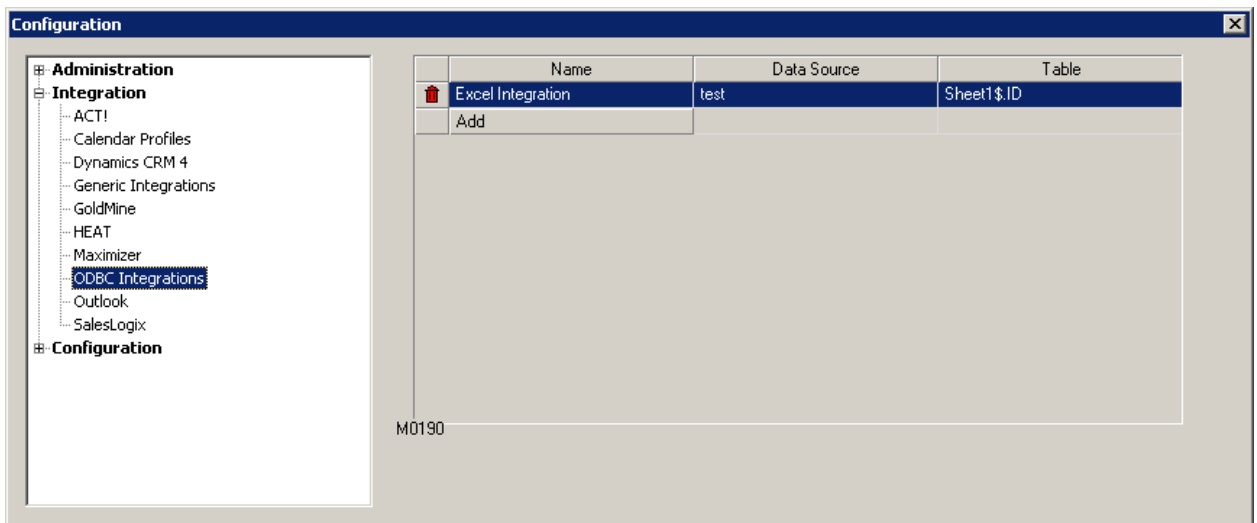 Configuration
Administration
Integration
ACT!
Calendar Profiles
Dynamics CRM 4
Generic Integrations
GoldMine
HEAT
Maximizer
ODBC Integrations
Outlook
SalesLogix
Configuration
Name Data Source Table
Excel Integration test Sheet1$.ID
Add
M0190